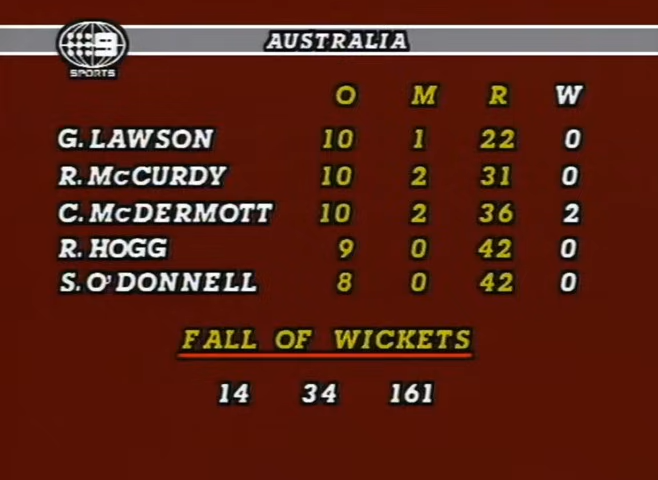 9
SPORTS
AUSTRALIA
O M R W
G. LAWSON 10 1 22 0
R. McCURDY 10 2 31 0
C. McDERMOTT 10 2 36 2
R. HOGG 9 0 42 0
S. O'DONNELL 8 0 42 0
FALL OF WICKETS
14 34 161